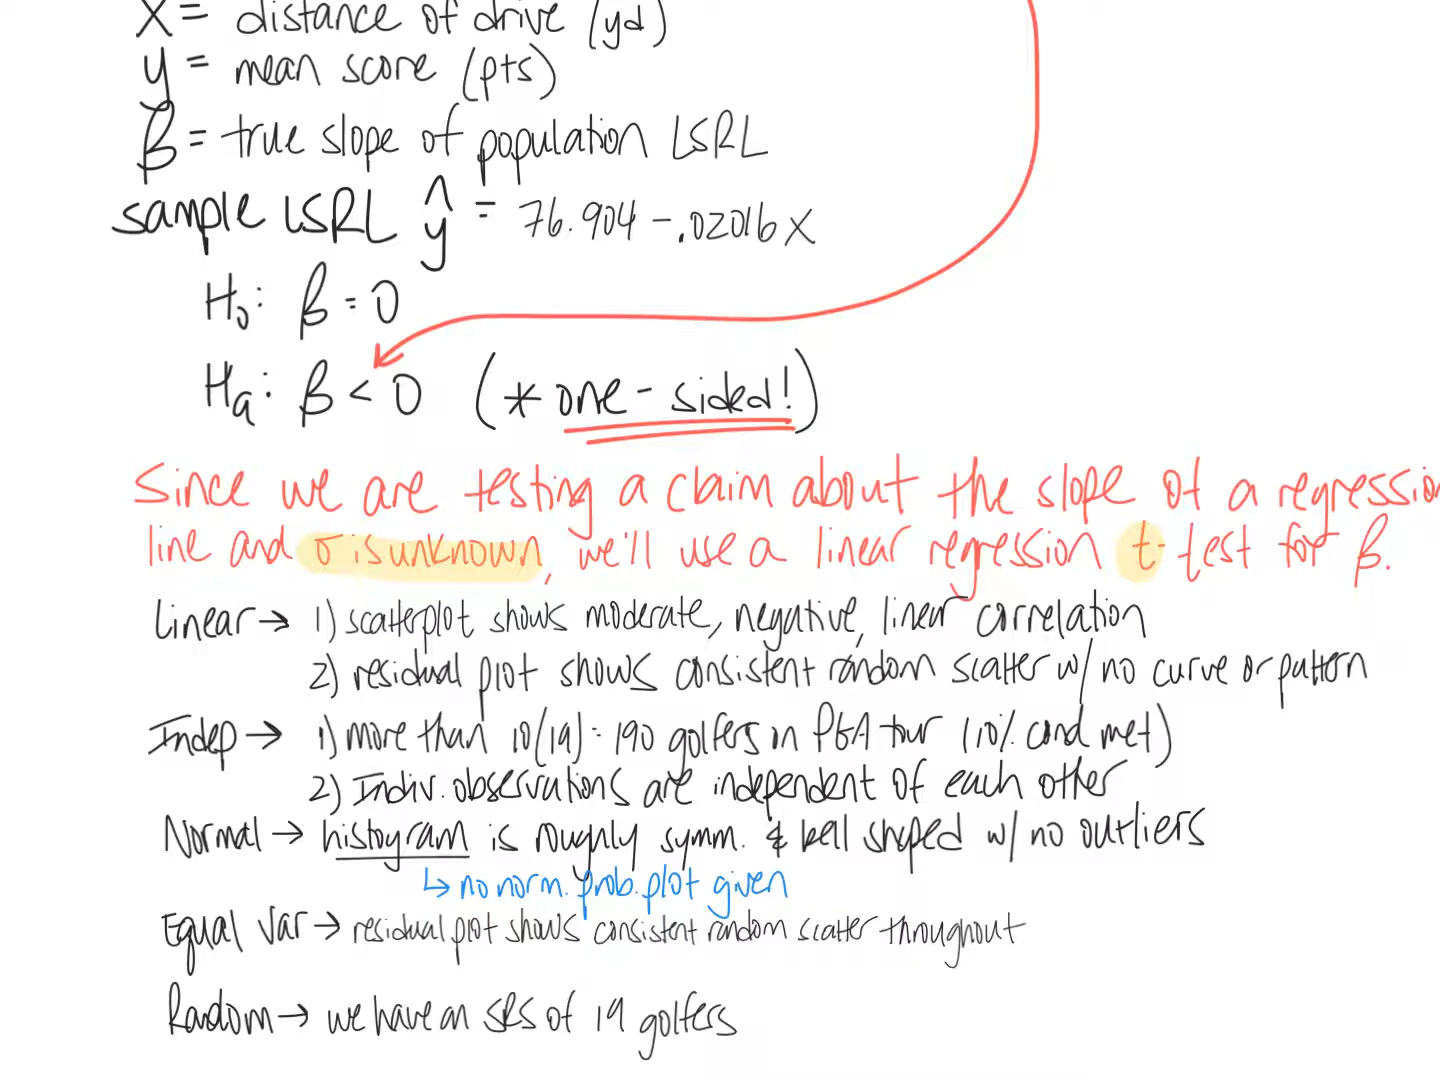 x = distance of drive (yd)
y = mean score (pts)
β = true slope of population LSRL
sample LSRL ŷ = 76.904 - .02016x
H₀: β = 0
Hₐ: β < 0 (* one-sided!)
Since we are testing a claim about the slope of a regressio
line and σ is unknown, we'll use a linear regression t-test for β.
Linear → 1) scatterplot shows moderate, negative, linear correlation
2) residual plot shows consistent random scatter w/ no curve or pattern
Indep → 1) more than 10(19) = 190 golfers in PGA tour (10% cond met)
2) Indiv. observations are independent of each other
Normal → histogram is roughly symm. & bell shaped w/ no outliers
↳ no norm. prob. plot given
Equal Var → residual plot shows consistent random scatter throughout
Random → we have an SRS of 19 golfers